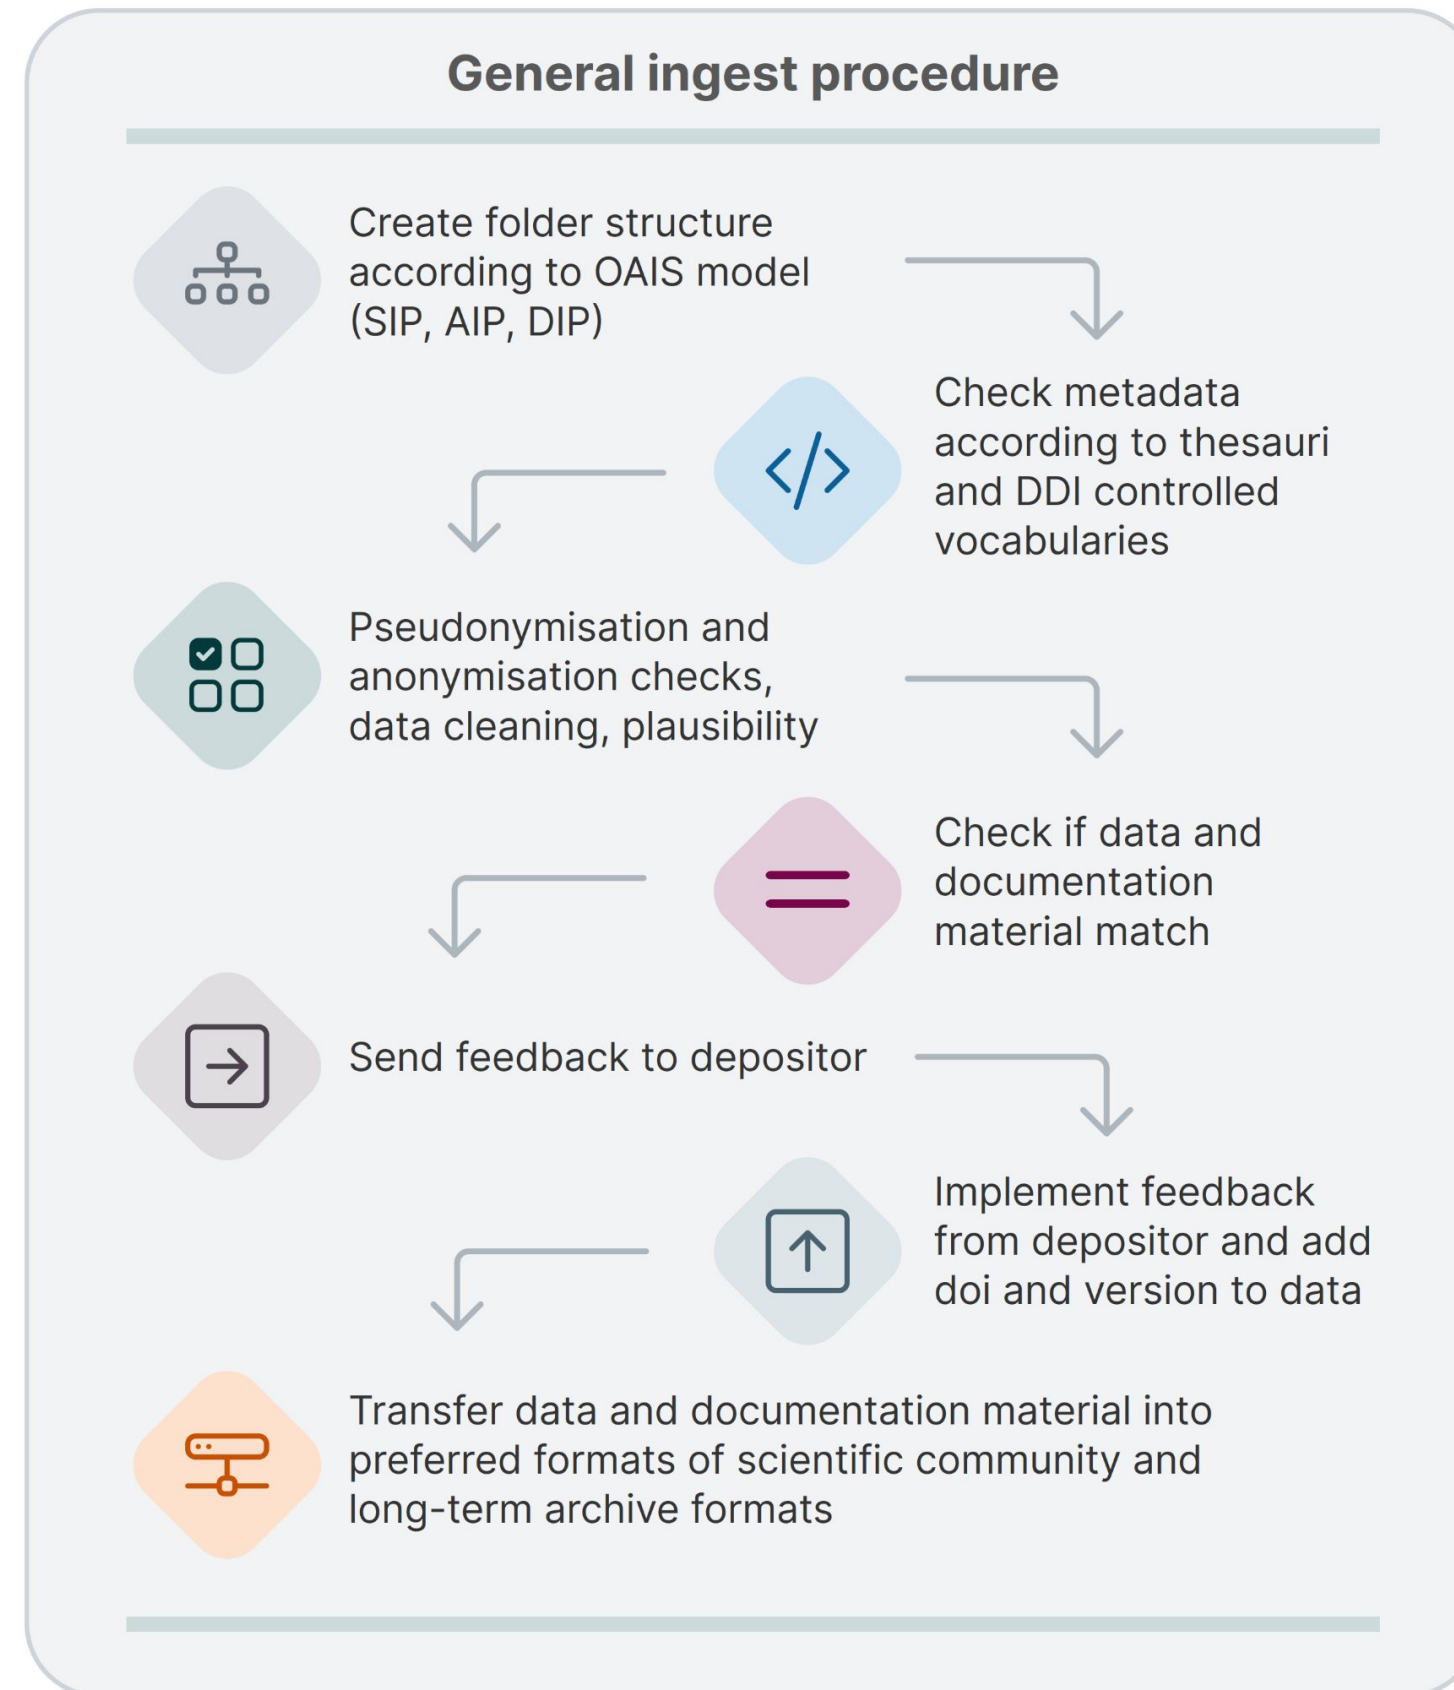 General ingest procedure
Create folder structure
according to OAIS model
(SIP, AIP, DIP)
Check metadata
according to thesauri
and DDI controlled
vocabularies
Pseudonymisation and
anonymisation checks,
data cleaning, plausibility
Check if data and
documentation
material match
Send feedback to depositor
Implement feedback
from depositor and add
doi and version to data
Transfer data and documentation material into
preferred formats of scientific community and
long-term archive formats